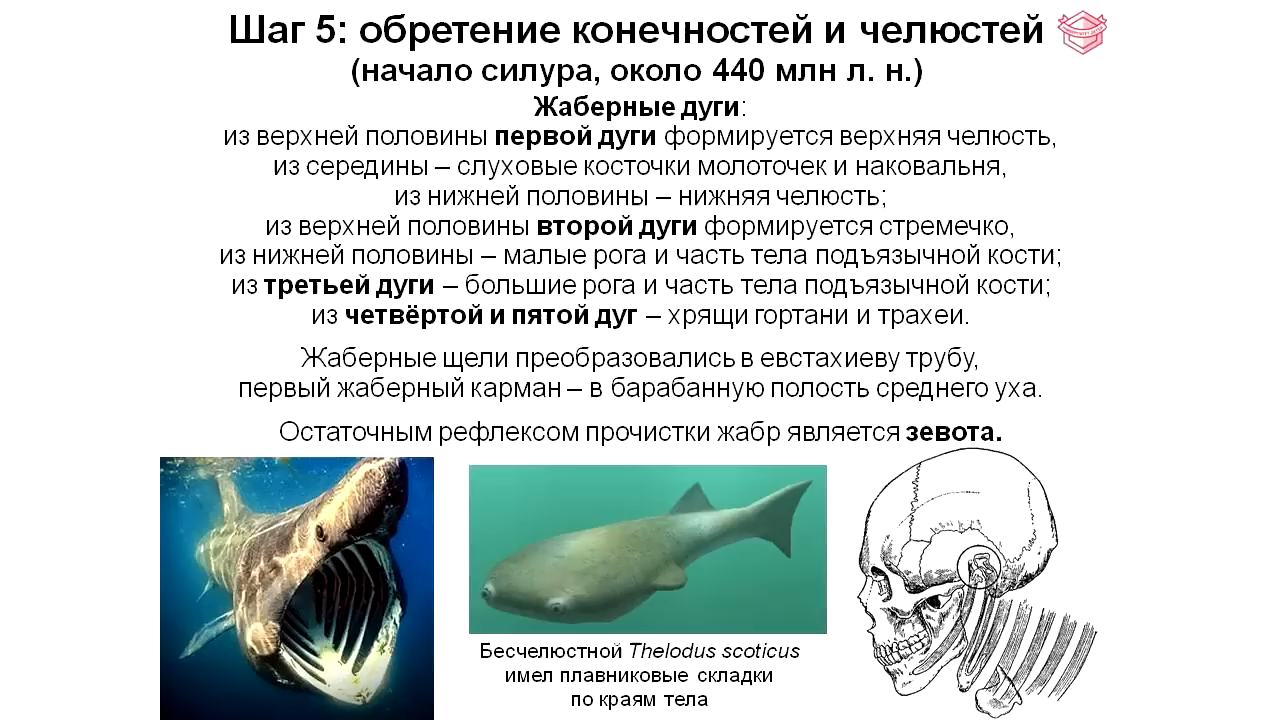 Шаг 5: обретение конечностей и челюстей
(начало силура, около 440 млн л. н.)
Жаберные дуги:
из верхней половины первой дуги формируется верхняя челюсть,
из середины – слуховые косточки молоточек и наковальня,
из нижней половины – нижняя челюсть;
из верхней половины второй дуги формируется стремечко,
из нижней половины – малые рога и часть тела подъязычной кости;
из третьей дуги – большие рога и часть тела подъязычной кости;
из четвёртой и пятой дуг – хрящи гортани и трахеи.
Жаберные щели преобразовались в евстахиеву трубу,
первый жаберный карман – в барабанную полость среднего уха.
Остаточным рефлексом прочистки жабр является зевота.
Бесчелюстной Thelodus scoticus
имел плавниковые складки
по краям тела